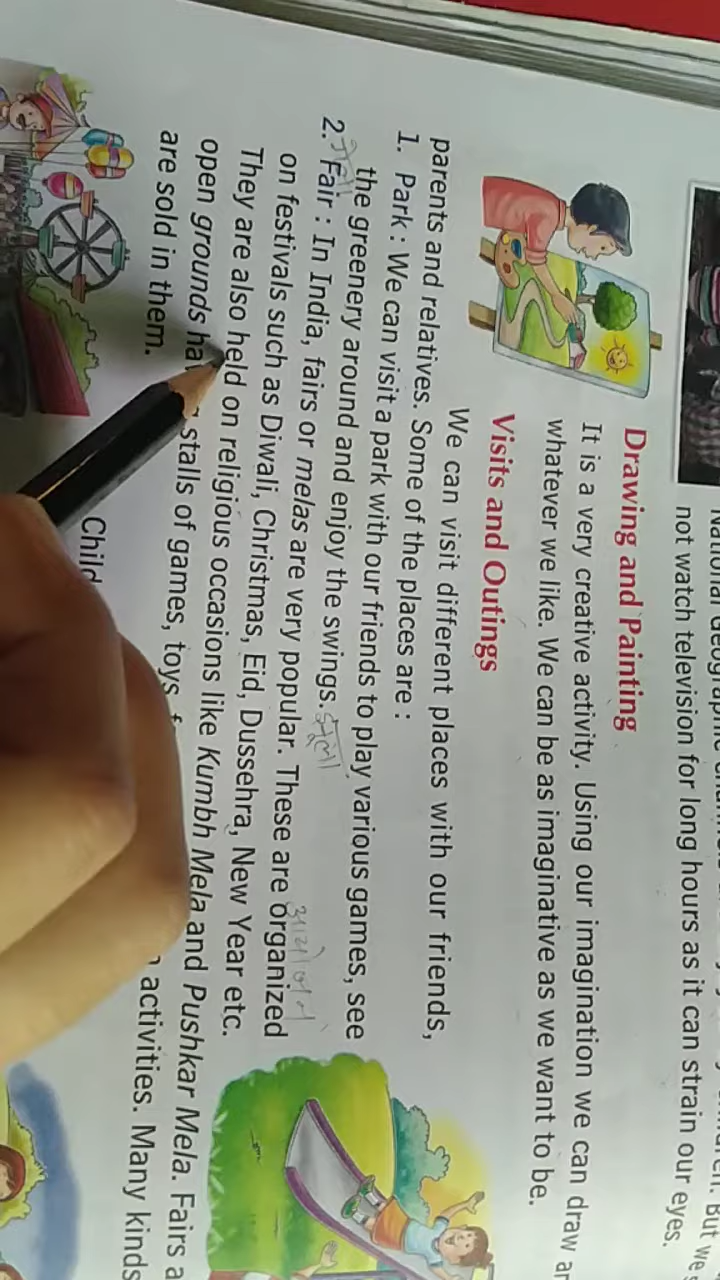 not watch television for long hours as it can strain our eyes.
Drawing and Painting
It is a very creative activity. Using our imagination we can draw
whatever we like. We can be as imaginative as we want to be.
Visits and Outings
We can visit different places with our friends,
parents and relatives. Some of the places are :
1. Park : We can visit a park with our friends to play various games, see
the greenery around and enjoy the swings. झूला
मेला
2. Fair : In India, fairs or melas are very popular. These are organized
आयोजन
on festivals such as Diwali, Christmas, Eid, Dussehra, New Year etc.
They are also held on religious occasions like Kumbh Mela and Pushkar Mela. Fairs
open grounds stalls of games, toys activities. Many kinds
are sold in them.
Child